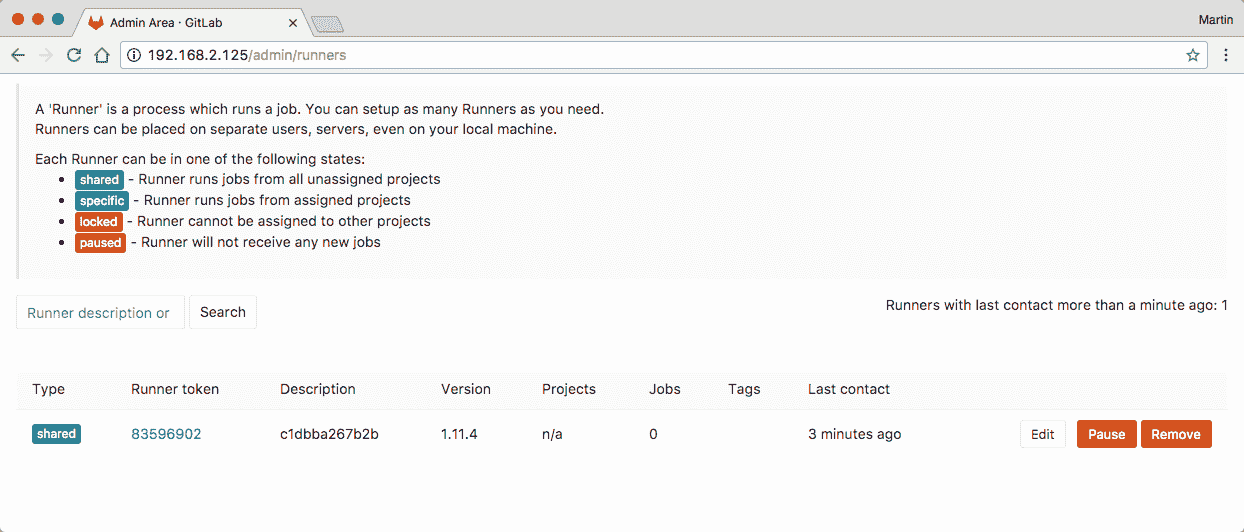 Admin Area · GitLab
Martin
192.168.2.125/admin/runners
A 'Runner' is a process which runs a job. You can setup as many Runners as you need.
Runners can be placed on separate users, servers, even on your local machine.
Each Runner can be in one of the following states:
shared - Runner runs jobs from all unassigned projects
specific - Runner runs jobs from assigned projects
locked - Runner cannot be assigned to other projects
paused - Runner will not receive any new jobs
Runner description or Search Runners with last contact more than a minute ago: 1
Type Runner token Description Version Projects Jobs Tags Last contact
shared 83596902 c1dbba267b2b 1.11.4 n/a 0 3 minutes ago Edit Pause Remove